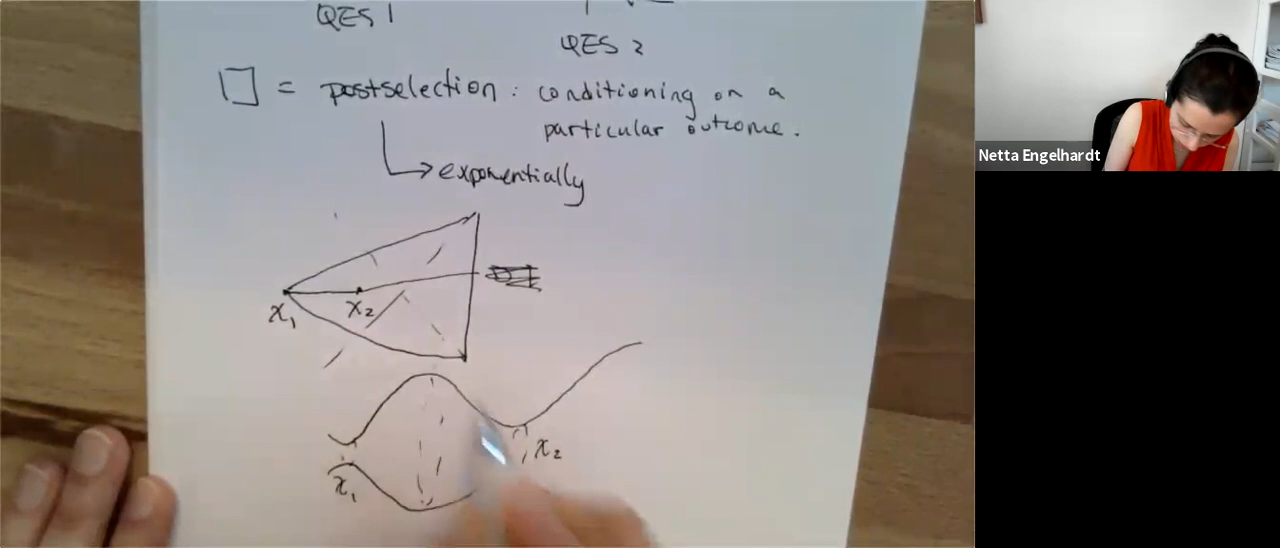 QES 1
QES 2
□ = postselection : conditioning on a
particular outcome.
↳ exponentially
x₁
x₂
x₁
x₂
Netta Engelhardt